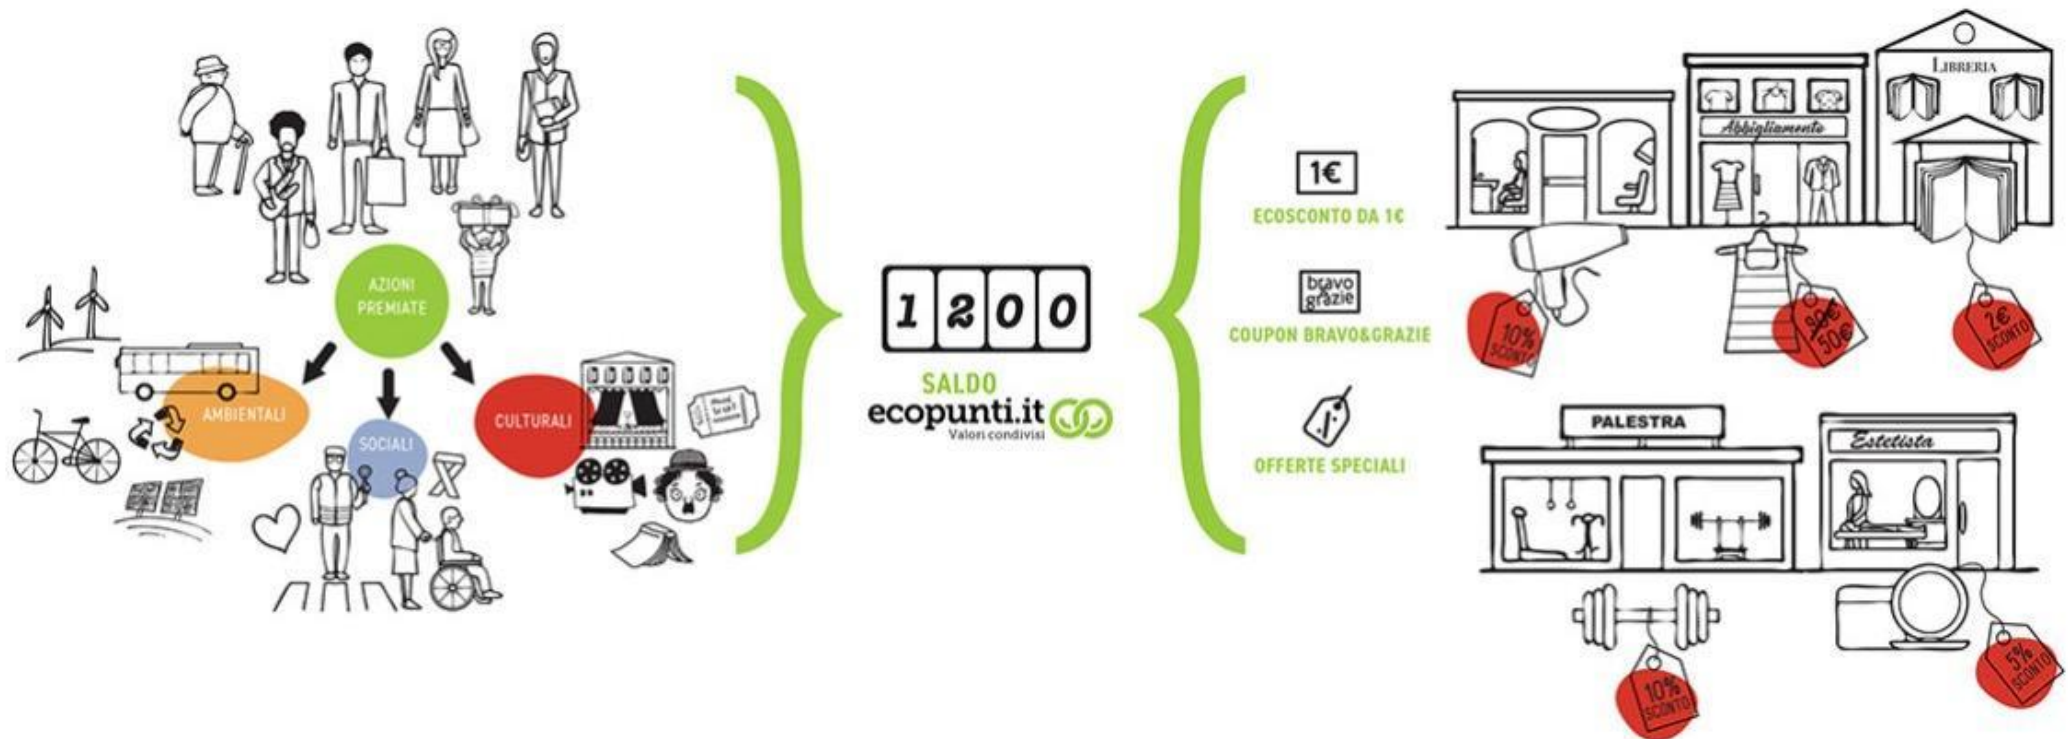 AZIONI
PREMIATE
AMBIENTALI
SOCIALI
CULTURALI
1200
SALDO
ecopunti.it
Valori condivisi
1€
ECOSCONTO DA 1€
bravo
&
grazie
COUPON BRAVO&GRAZIE
OFFERTE SPECIALI
Abbigliamento
LIBRERIA
10%
SCONTO
90€
50€
2€
SCONTO
PALESTRA
Estetista
10%
SCONTO
5%
SCONTO